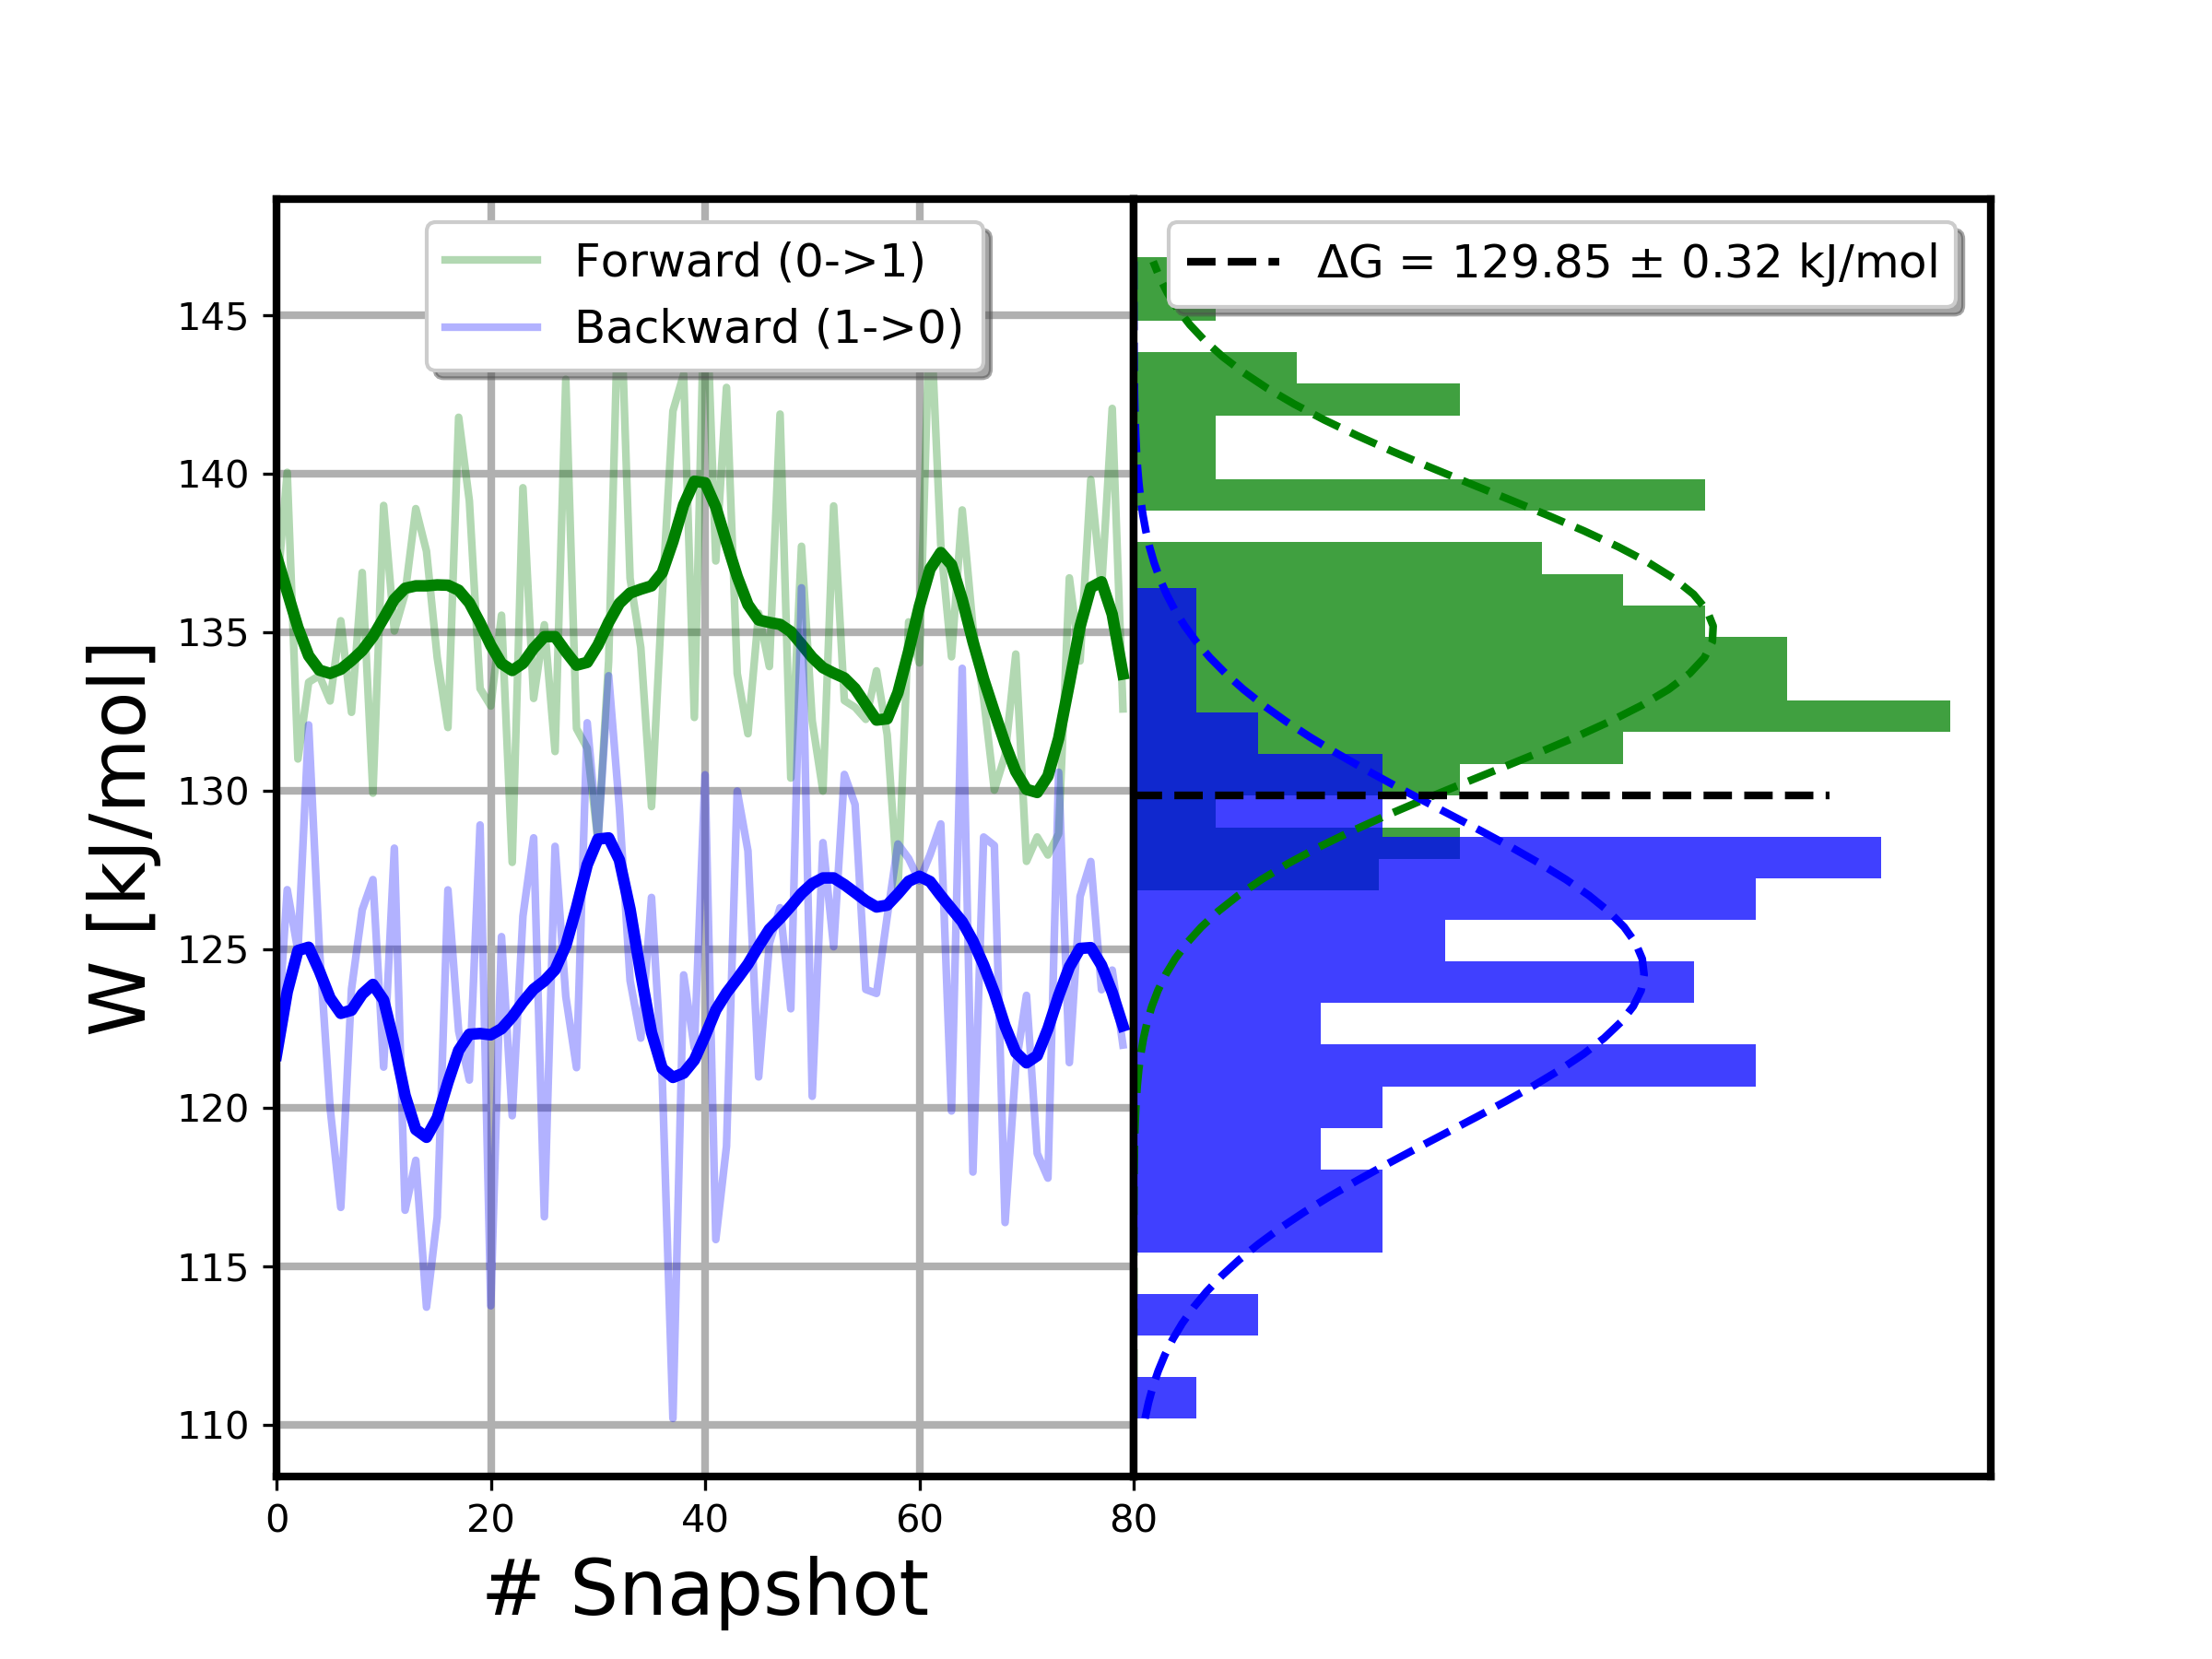 Forward (0->1)
Backward (1->0)
ΔG = 129.85 ± 0.32 kJ/mol
W [kJ/mol]
145
140
135
130
125
120
115
110
0 20 40 60 80
# Snapshot